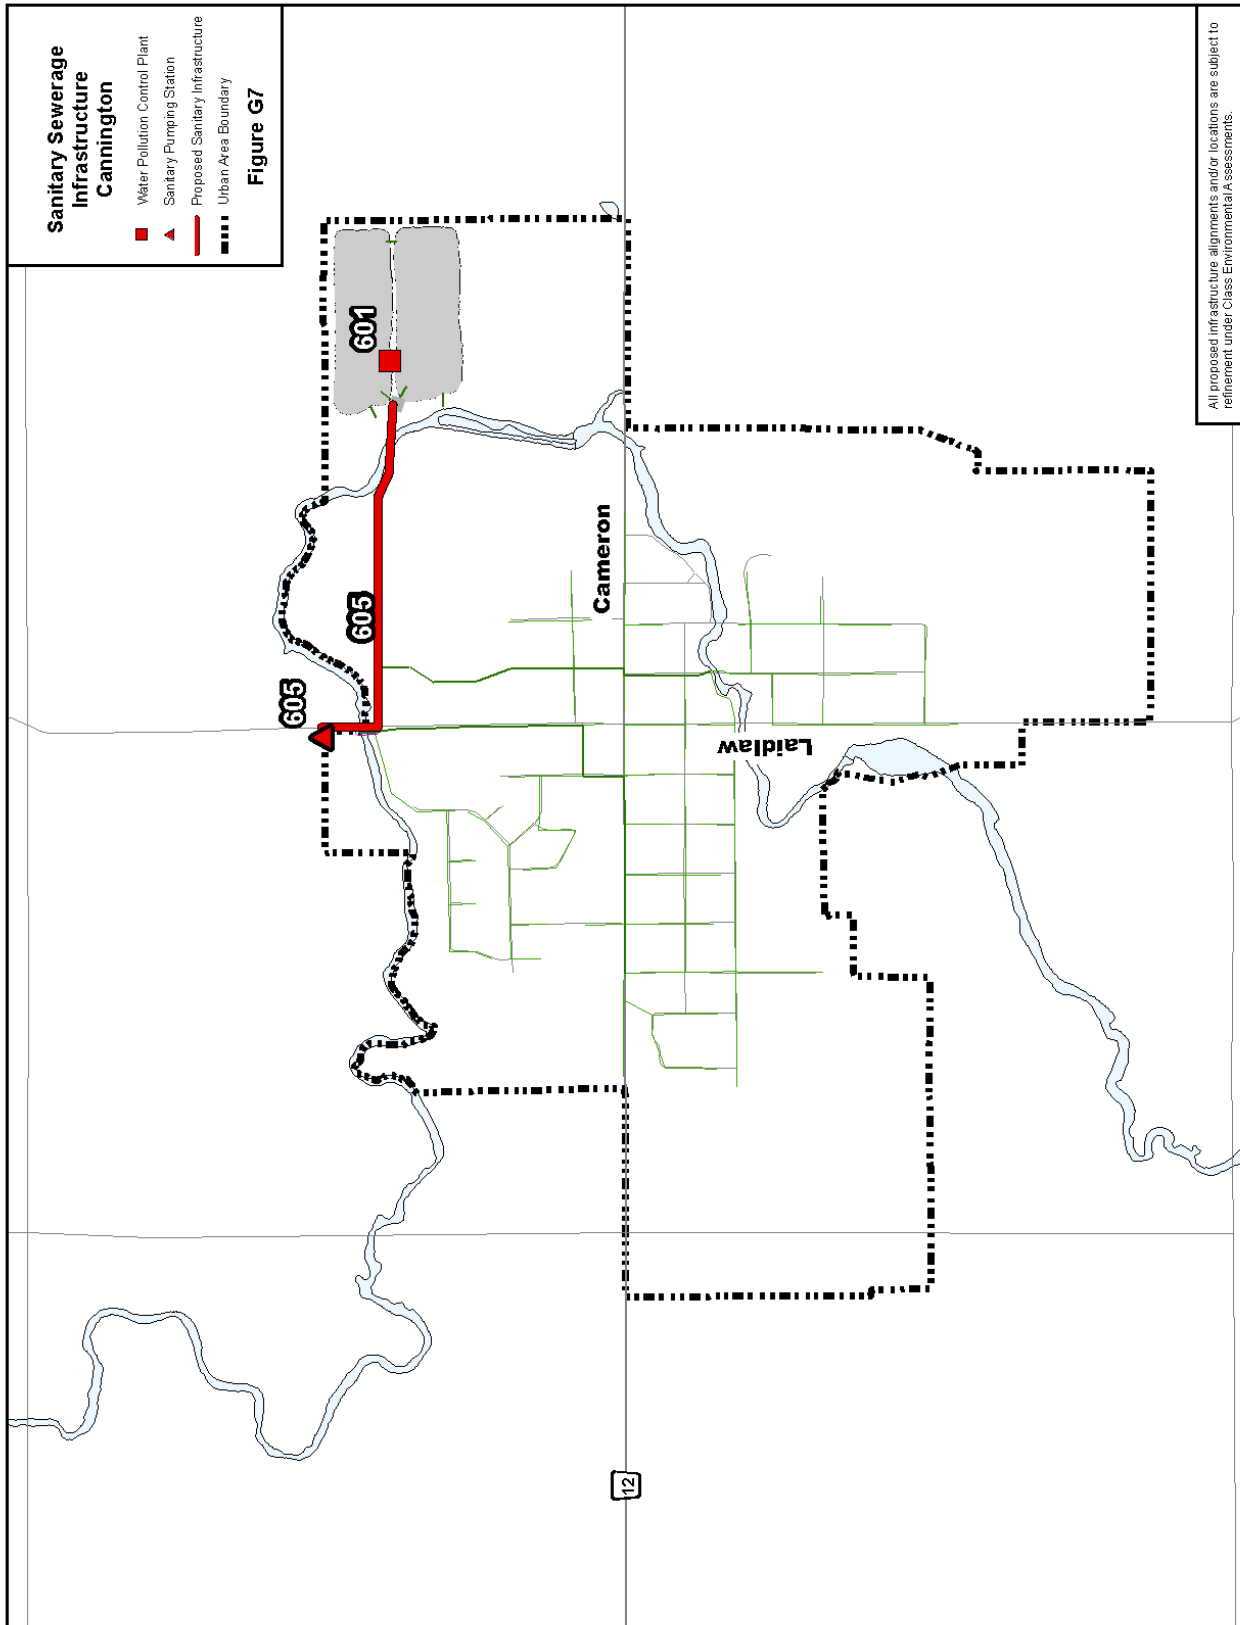 Sanitary Sewerage
Infrastructure
Cannington
Water Pollution Control Plant
Sanitary Pumping Station
Proposed Sanitary Infrastructure
Urban Area Boundary
Figure G7
601
605
605
Cameron
Laidlaw
12
All proposed infrastructure alignments and/or locations are subject to
refinement under Class Environmental Assessments.